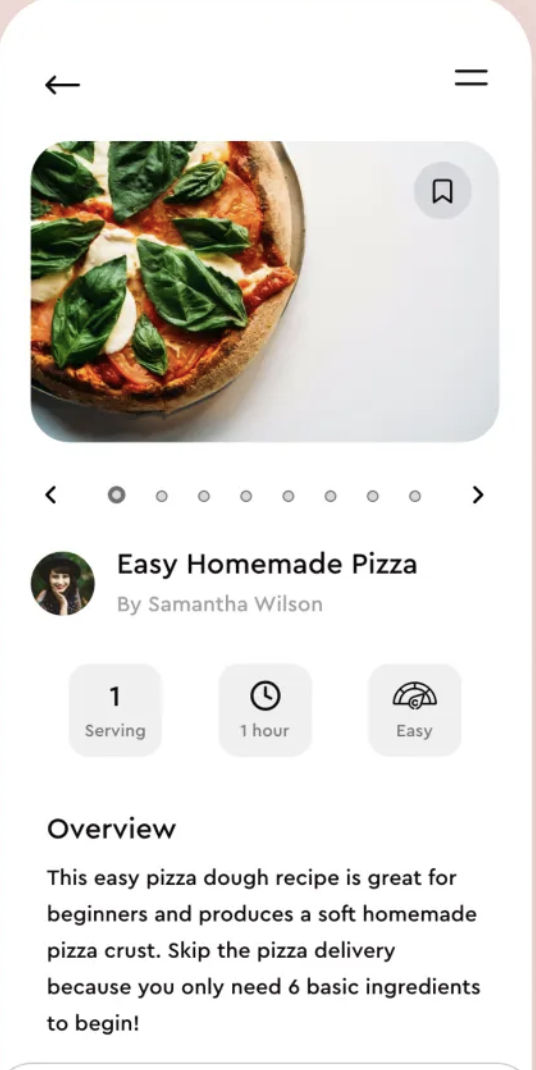 Easy Homemade Pizza
By Samantha Wilson
1
Serving
1 hour
Easy
Overview
This easy pizza dough recipe is great for
beginners and produces a soft homemade
pizza crust. Skip the pizza delivery
because you only need 6 basic ingredients
to begin!